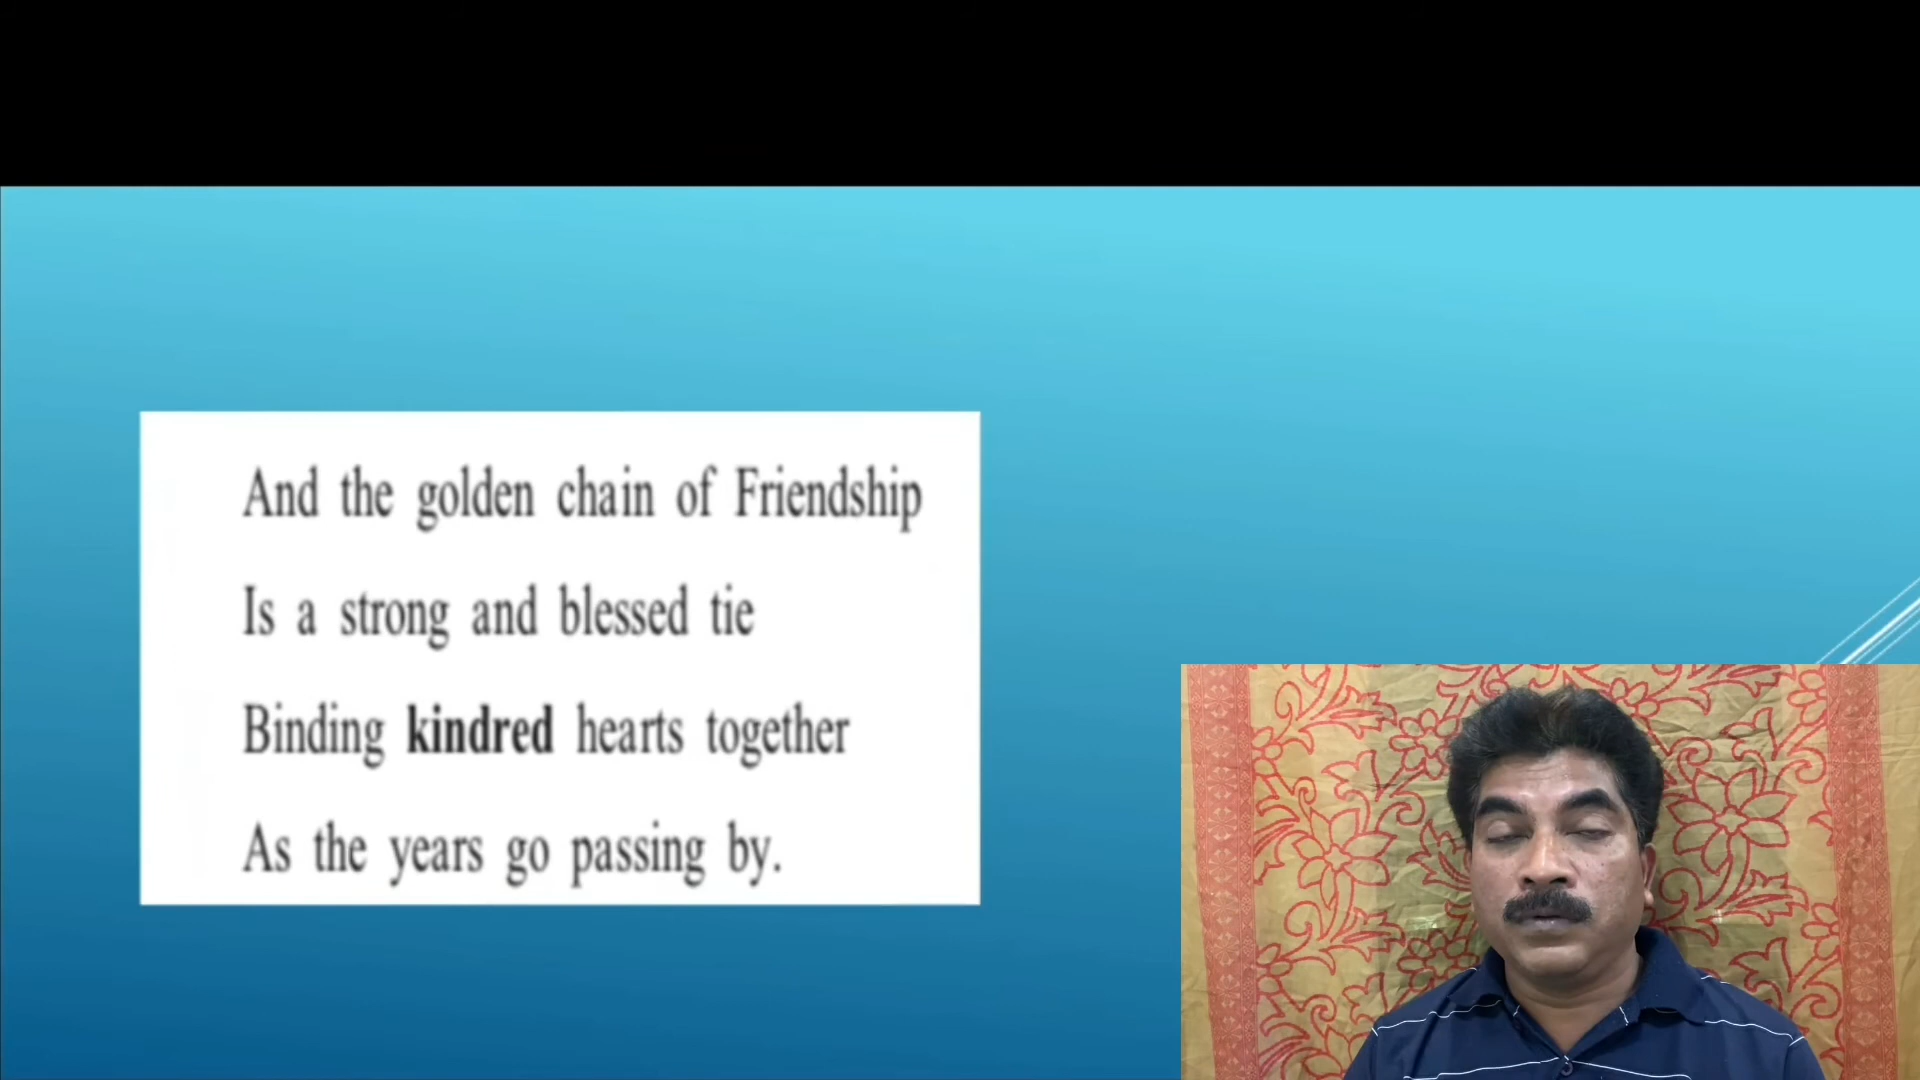 And the golden chain of Friendship
Is a strong and blessed tie
Binding kindred hearts together
As the years go passing by.